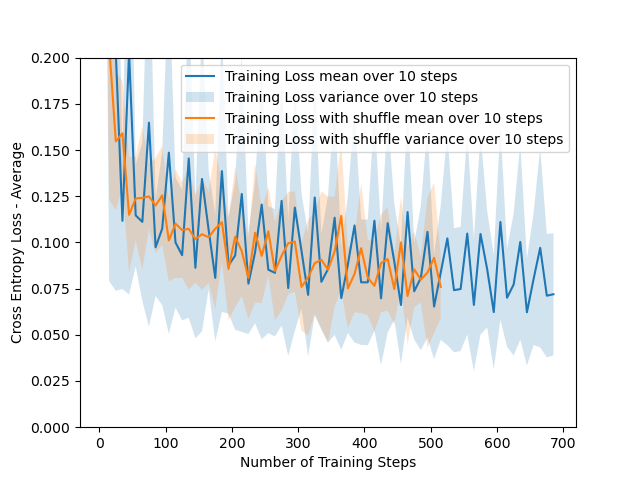 0.200
0.175
0.150
0.125
0.100
0.075
0.050
0.025
0.000
Cross Entropy Loss - Average
Training Loss mean over 10 steps
Training Loss variance over 10 steps
Training Loss with shuffle mean over 10 steps
Training Loss with shuffle variance over 10 steps
0 100 200 300 400 500 600 700
Number of Training Steps